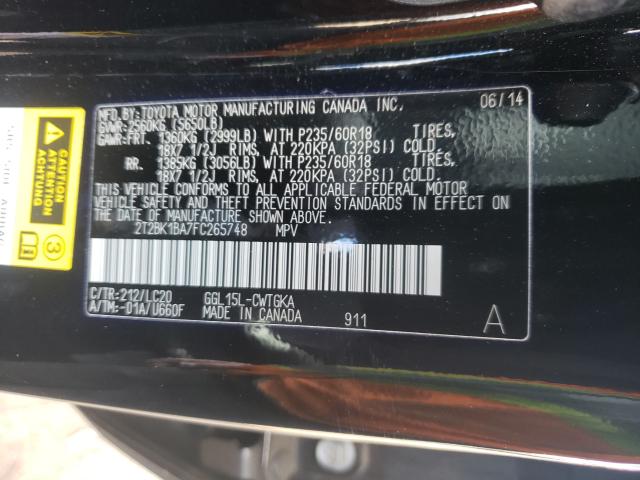 MFD.BY:TOYOTA MOTOR MANUFACTURING CANADA INC. 06/14
GVWR:2560KG (5650LB)
GAWR-FRT. 1360KG (2999LB) WITH P235/60R18 TIRES,
18X7 1/2J RIMS, AT 220KPA (32PSI) COLD.
RR. 1385KG (3056LB) WITH P235/60R18 TIRES,
18X7 1/2J RIMS, AT 220KPA (32PSI) COLD.
THIS VEHICLE CONFORMS TO ALL APPLICABLE FEDERAL MOTOR
VEHICLE SAFETY AND THEFT PREVENTION STANDARDS IN EFFECT ON
THE DATE OF MANUFACTURE SHOWN ABOVE.
2T2BK1BA7FC265748 MPV
C/TR:212/LC20 GGL15L-CWTGKA
A/TM:-01A/U660F MADE IN CANADA 911 A
CAUTION
ATTENTION
ACHTUNG
3